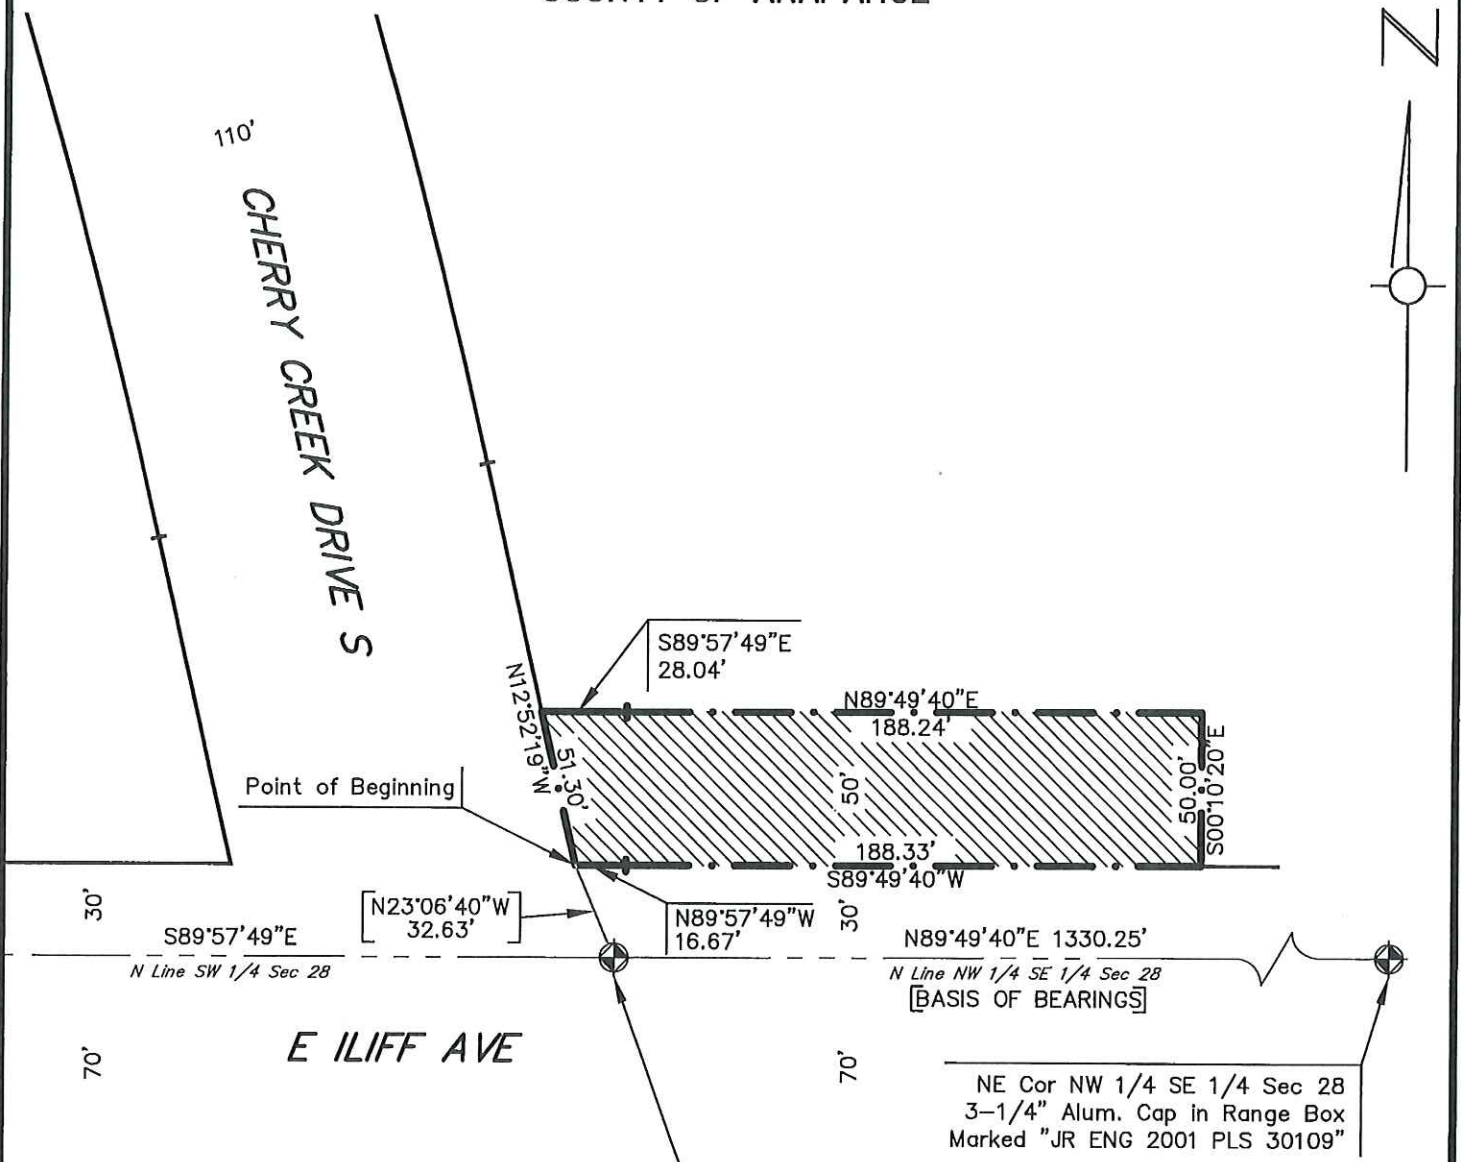 N
110'
CHERRY CREEK DRIVE S
S89°57'49"E
28.04'
N12°52'19"W
51.30'
N89°49'40"E
188.24'
50'
50.00'
S00°10'20"E
Point of Beginning
188.33'
S89°49'40"W
30'
[N23°06'40"W
32.63']
N89°57'49"W
16.67'
30'
S89°57'49"E
N Line SW 1/4 Sec 28
N89°49'40"E 1330.25'
N Line NW 1/4 SE 1/4 Sec 28
[BASIS OF BEARINGS]
E ILIFF AVE
70'
70'
NE Cor NW 1/4 SE 1/4 Sec 28
3-1/4" Alum. Cap in Range Box
Marked "JR ENG 2001 PLS 30109"